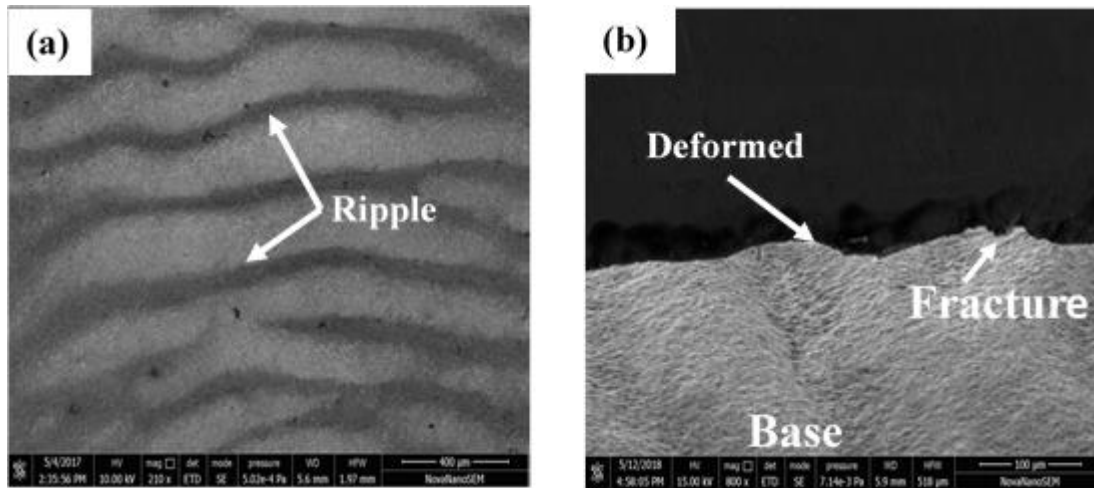 (a)
Ripple
5/4/2017 HV mag □ det mode pressure WD HFW 400 µm
2:35:56 PM 10.00 kV 210 x ETD SE 5.02e-4 Pa 5.6 mm 1.97 mm NovaNanoSEM
(b)
Deformed
Fracture
Base
5/12/2018 HV mag □ det mode pressure WD HFW 100 µm
4:58:05 PM 15.00 kV 800 x ETD SE 7.14e-3 Pa 5.9 mm 518 µm NovaNanoSEM